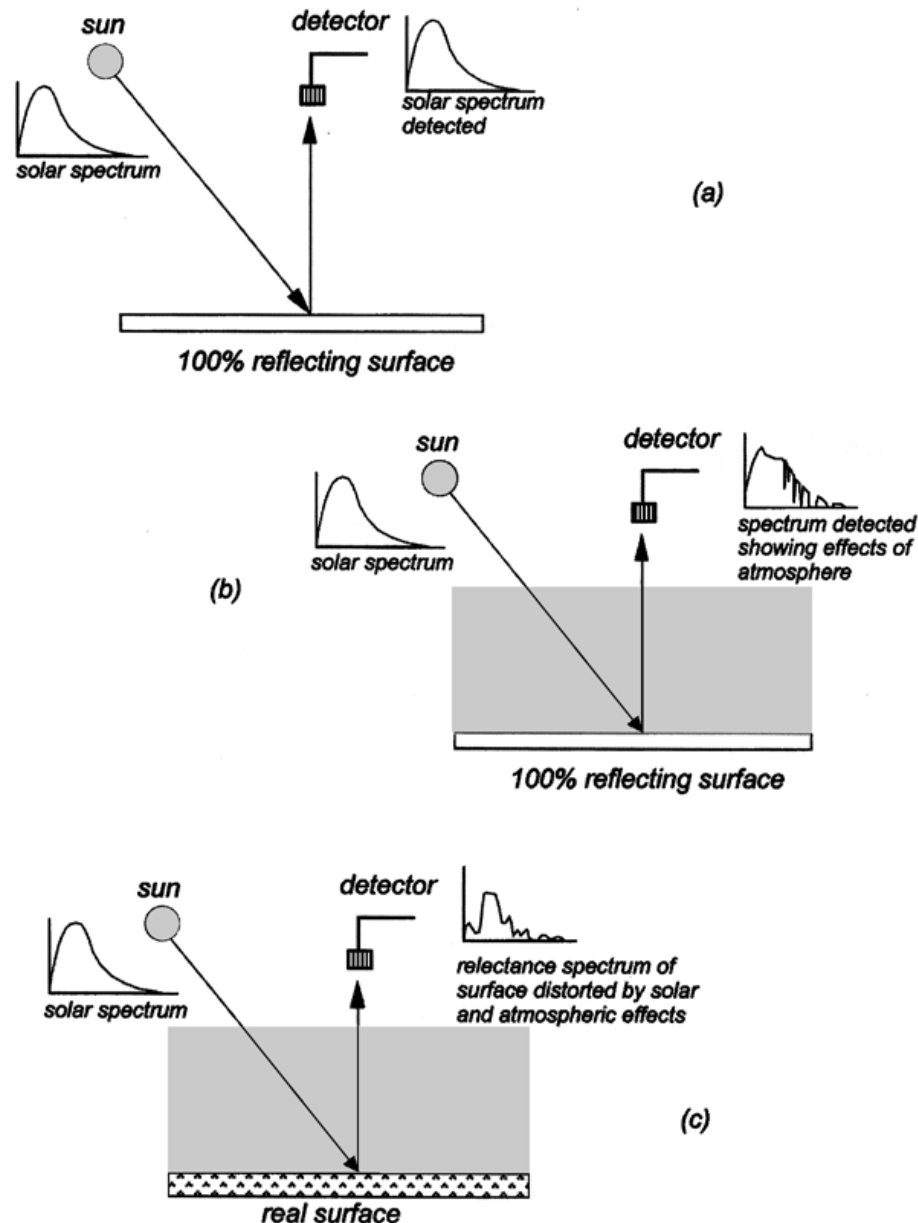 sun
detector
solar spectrum
detected
solar spectrum
(a)
100% reflecting surface
sun
detector
solar spectrum
spectrum detected
showing effects of
atmosphere
(b)
100% reflecting surface
sun
detector
solar spectrum
relectance spectrum of
surface distorted by solar
and atmospheric effects
(c)
real surface